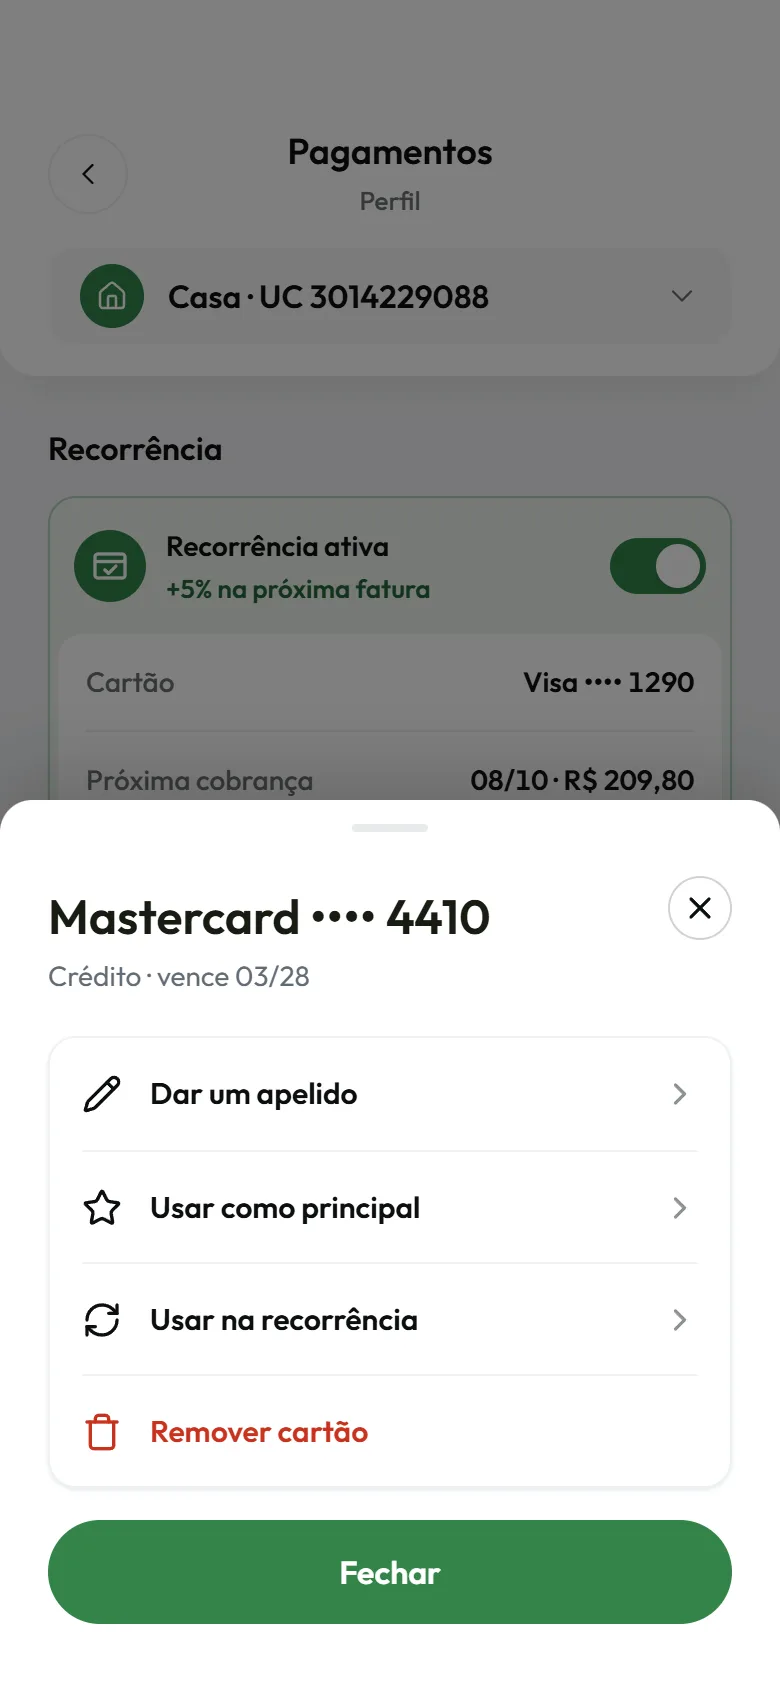 Pagamentos
Perfil
Casa · UC 3014229088
Recorrência
Recorrência ativa
+5% na próxima fatura
Cartão
Visa •••• 1290
Próxima cobrança
08/10 · R$ 209,80
Mastercard •••• 4410
Crédito · vence 03/28
Dar um apelido
Usar como principal
Usar na recorrência
Remover cartão
Fechar